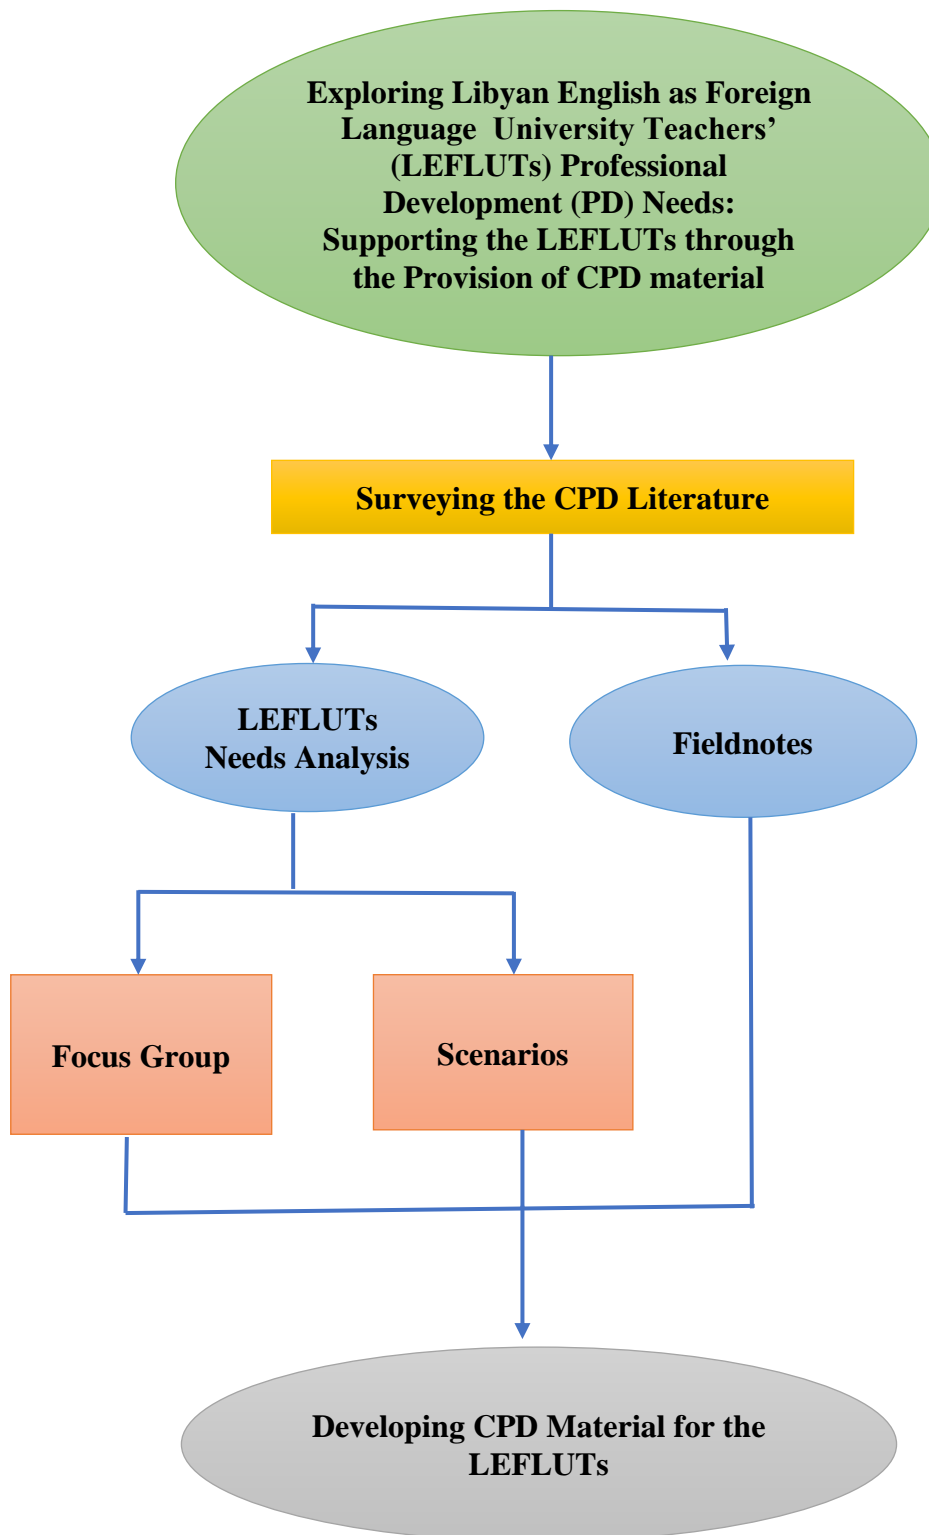 Exploring Libyan English as Foreign
Language University Teachers’
(LEFLUTs) Professional
Development (PD) Needs:
Supporting the LEFLUTs through
the Provision of CPD material
Surveying the CPD Literature
LEFLUTs
Needs Analysis
Fieldnotes
Focus Group
Scenarios
Developing CPD Material for the
LEFLUTs